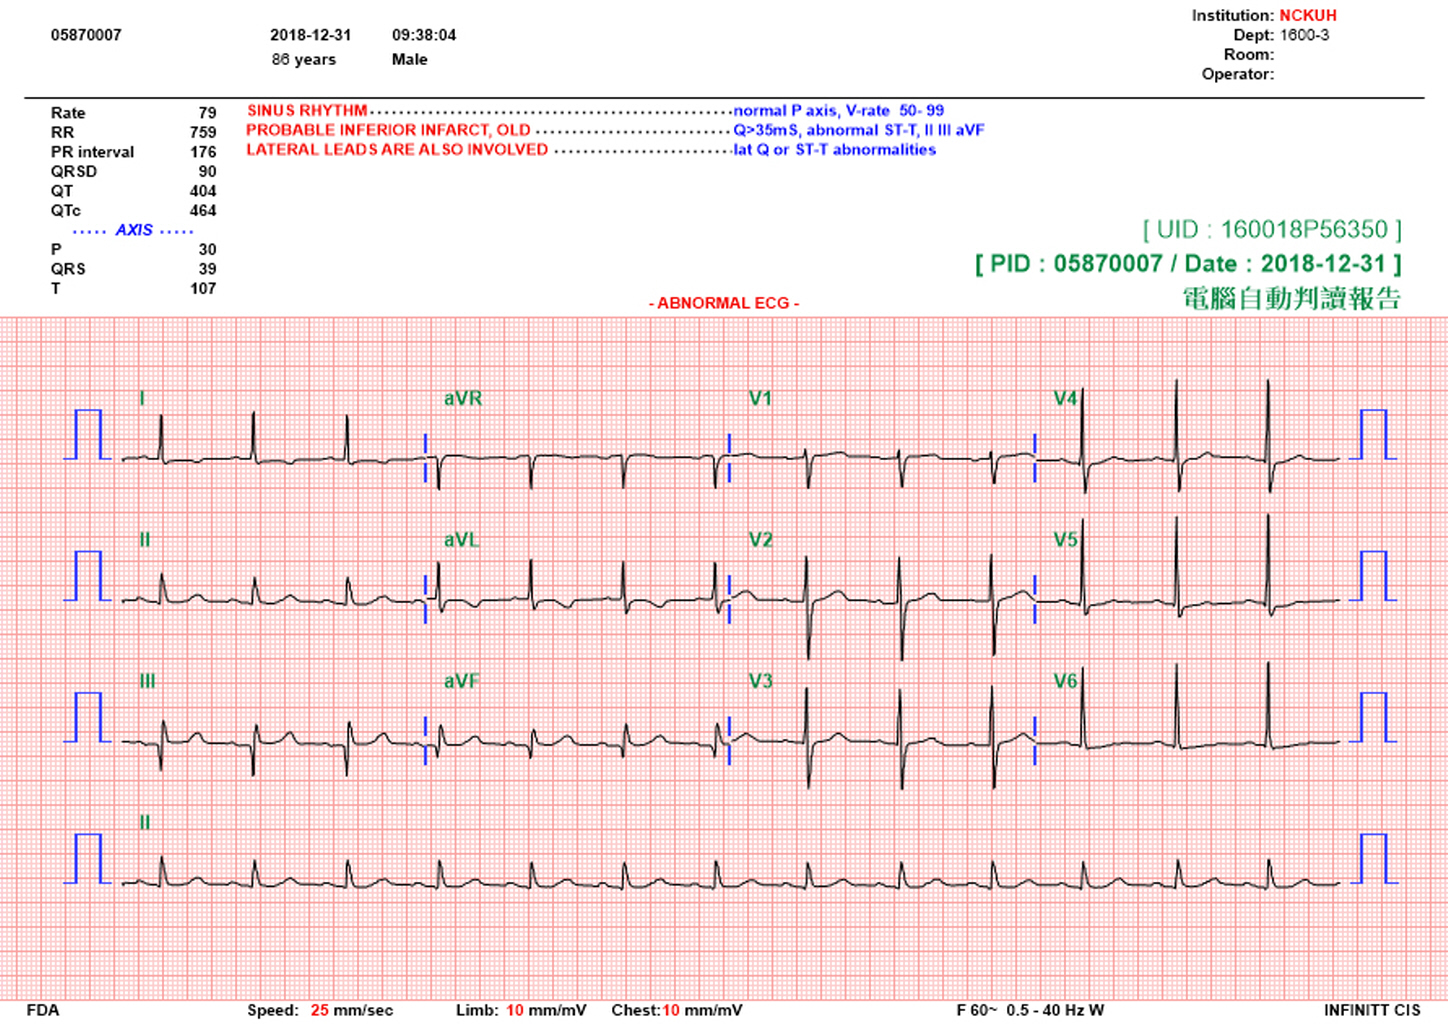 Institution: NCKUH
05870007 2018-12-31 09:38:04 Dept: 1600-3
86 years Male Room:
Operator:
Rate 79 SINUS RHYTHM normal P axis, V-rate 50- 99
RR 759 PROBABLE INFERIOR INFARCT, OLD Q>35mS, abnormal ST-T, II III aVF
PR interval 176 LATERAL LEADS ARE ALSO INVOLVED lat Q or ST-T abnormalities
QRSD 90
QT 404
QTc 464
AXIS
P 30
QRS 39
T 107
[ UID : 160018P56350 ]
[ PID : 05870007 / Date : 2018-12-31 ]
電腦自動判讀報告
- ABNORMAL ECG -
I aVR V1 V4
II aVL V2 V5
III aVF V3 V6
II
FDA Speed: 25 mm/sec Limb: 10 mm/mV Chest:10 mm/mV F 60~ 0.5 - 40 Hz W INFINITT CIS